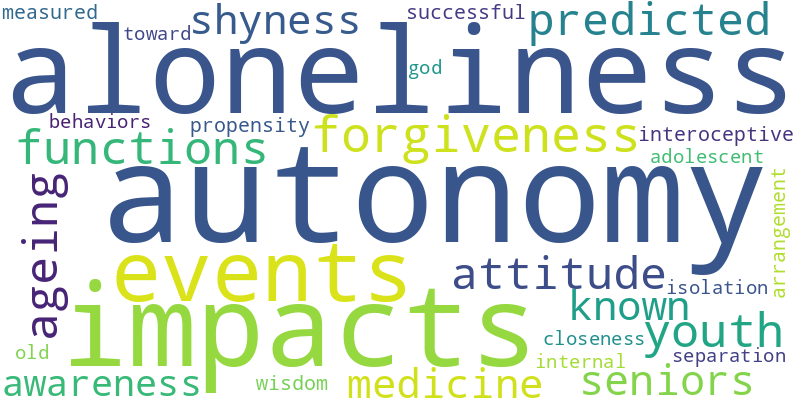 measured
toward
shyness
successful
predicted
aloneliness
god
behaviors
propensity
forgiveness
interoceptive
functions
adolescent
autonomy
ageing
arrangement
events
attitude
isolation
impacts
known
youth
closeness
separation
old
internal
awareness
wisdom
medicine
seniors